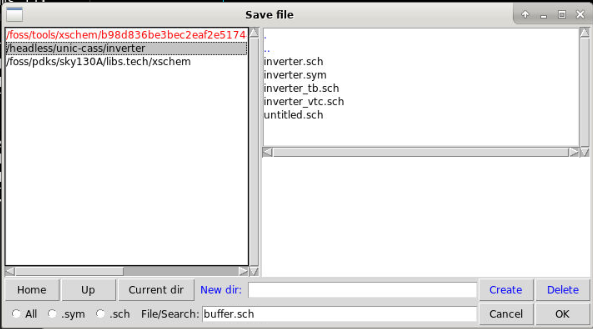 Save file
/foss/tools/xschem/b98d836be3bec2eaf2e5174
/headless/unic-cass/inverter
/foss/pdks/sky130A/libs.tech/xschem
.
..
inverter.sch
inverter.sym
inverter_tb.sch
inverter_vtc.sch
untitled.sch
Home Up Current dir New dir: Create Delete
All .sym .sch File/Search: buffer.sch Cancel OK